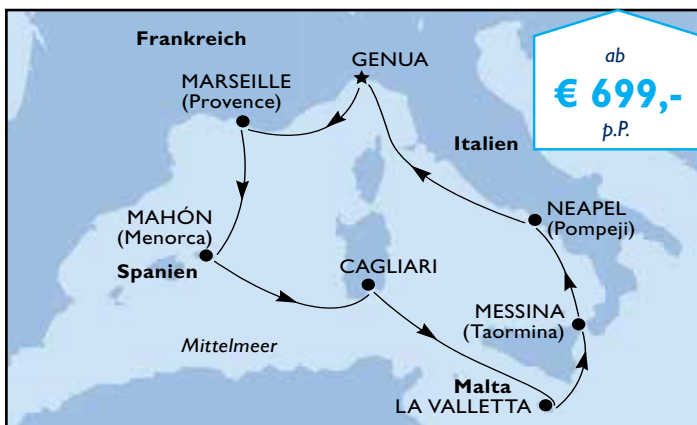 Frankreich
GENUA
MARSEILLE
(Provence)
ab
€ 699,-
p.P.
Italien
MAHÓN
(Menorca)
Spanien
NEAPEL
(Pompeji)
CAGLIARI
MESSINA
(Taormina)
Mittelmeer
Malta
LA VALLETTA